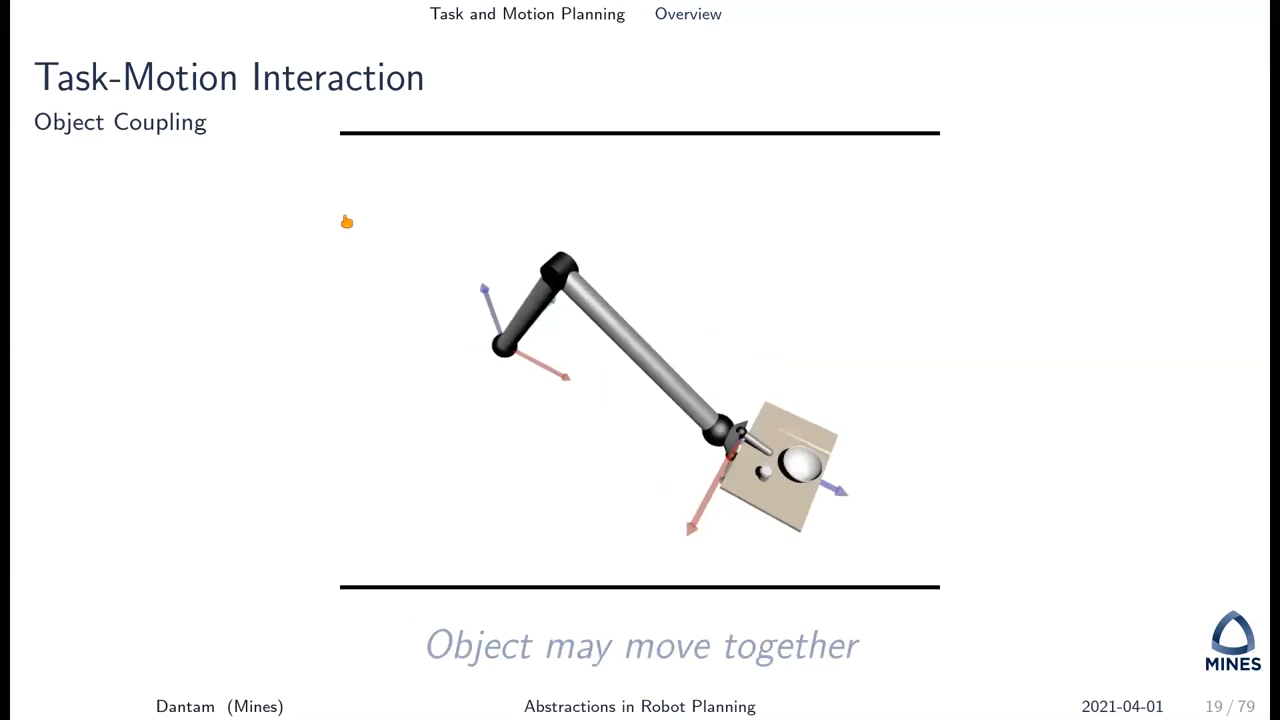 Task and Motion Planning Overview
Task-Motion Interaction
Object Coupling
Object may move together
MINES
Dantam (Mines) Abstractions in Robot Planning 2021-04-01 19 / 79